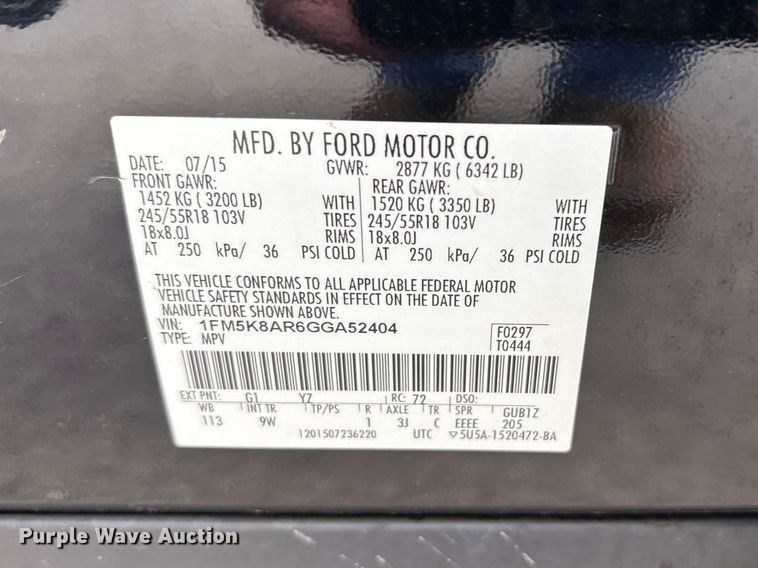 MFD. BY FORD MOTOR CO.
DATE: 07/15 GVWR: 2877 KG ( 6342 LB)
FRONT GAWR: REAR GAWR:
1452 KG ( 3200 LB) WITH 1520 KG ( 3350 LB) WITH
245/55R18 103V TIRES 245/55R18 103V TIRES
18x8.0J RIMS 18x8.0J RIMS
AT 250 kPa/ 36 PSI COLD AT 250 kPa/ 36 PSI COLD
THIS VEHICLE CONFORMS TO ALL APPLICABLE FEDERAL MOTOR
VEHICLE SAFETY STANDARDS IN EFFECT ON THE DATE OF
MANUFACTURE SHOWN ABOVE.
VIN: 1FM5K8AR6GGA52404 F0297
TYPE: MPV T0444
EXT PNT: G1 YZ RC: 72 DSO:
WB INT TR TP/PS R AXLE TR SPR GUB1Z
113 9W 1 3J C EEEE 205
1201507236220 UTC ▽5U5A-1520472-BA
Purple Wave Auction